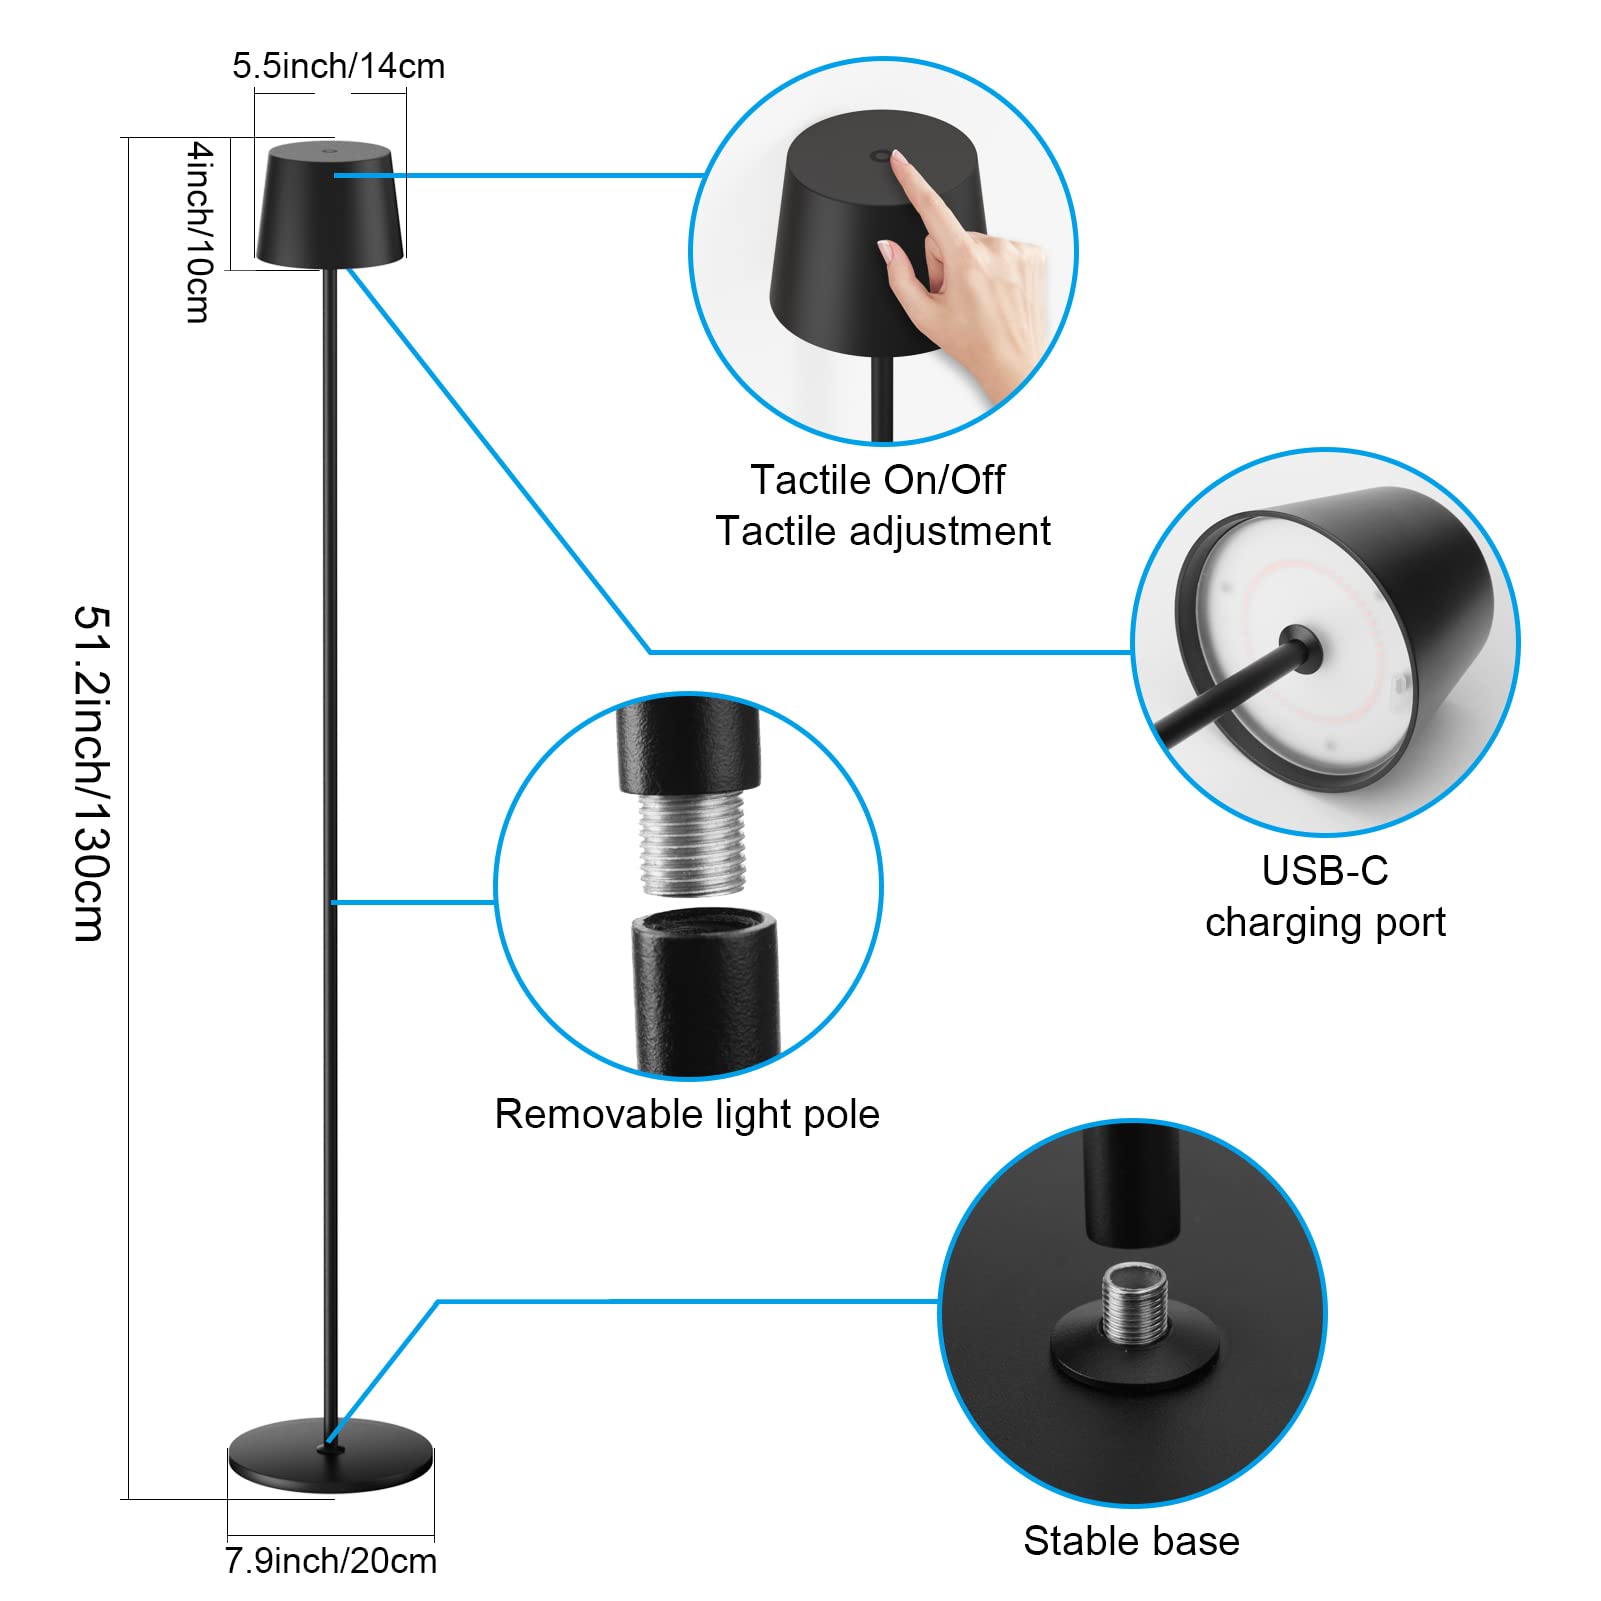 5.5inch/14cm
4inch/10cm
51.2inch/130cm
Tactile On/Off
Tactile adjustment
USB-C
charging port
Removable light pole
Stable base
7.9inch/20cm